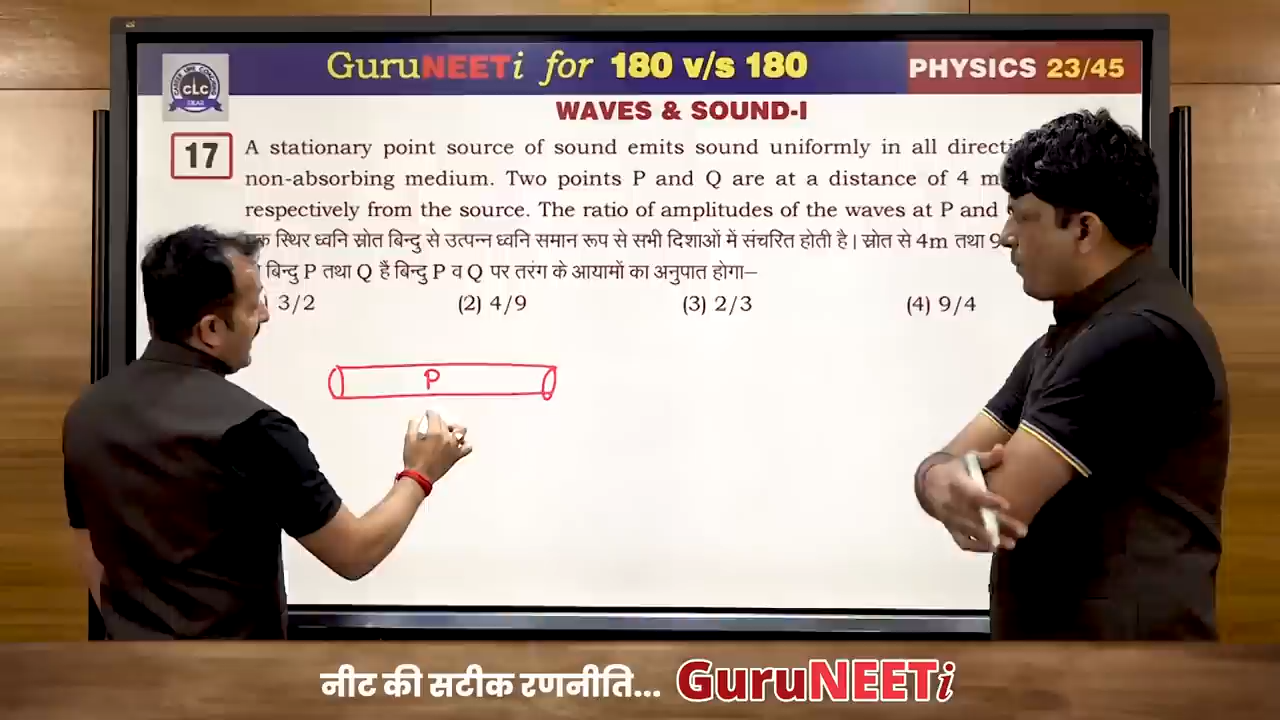 GuruNEETi for 180 v/s 180
PHYSICS 23/45
CLC
SIKAR
WAVES & SOUND-I
17
A stationary point source of sound emits sound uniformly in all
non-absorbing medium. Two points P and Q are at a distance of 4 m
respectively from the source. The ratio of amplitudes of the waves at P and
स्थिर ध्वनि स्रोत बिन्दु से उत्पन्न ध्वनि समान रूप से सभी दिशाओं में संचरित होती है। स्रोत से 4m तथा 9
बिन्दु P तथा Q हैं बिन्दु P व Q पर तरंग के आयामों का अनुपात होगा–
3/2 (2) 4/9 (3) 2/3 (4) 9/4
P
नीट की सटीक रणनीति... GuruNEETi